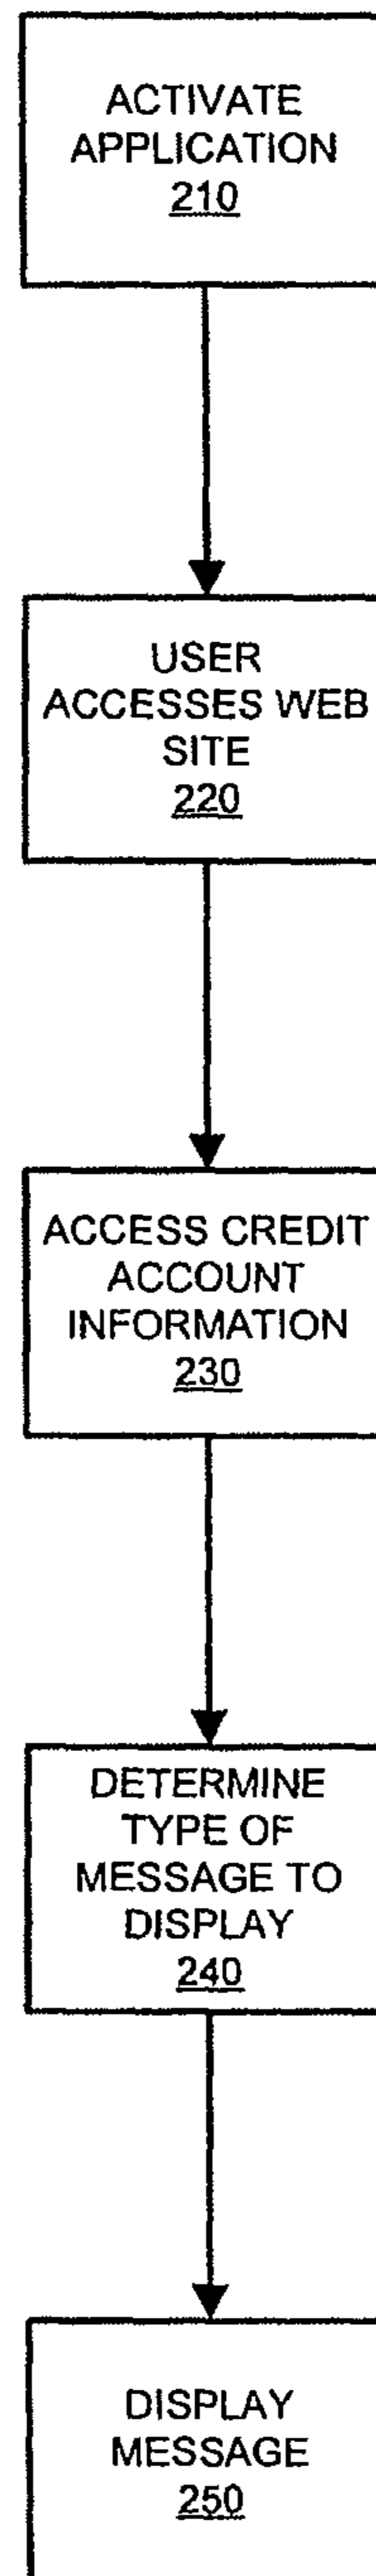 ACTIVATE
APPLICATION
210
USER
ACCESSES WEB
SITE
220
ACCESS CREDIT
ACCOUNT
INFORMATION
230
DETERMINE
TYPE OF
MESSAGE TO
DISPLAY
240
DISPLAY
MESSAGE
250